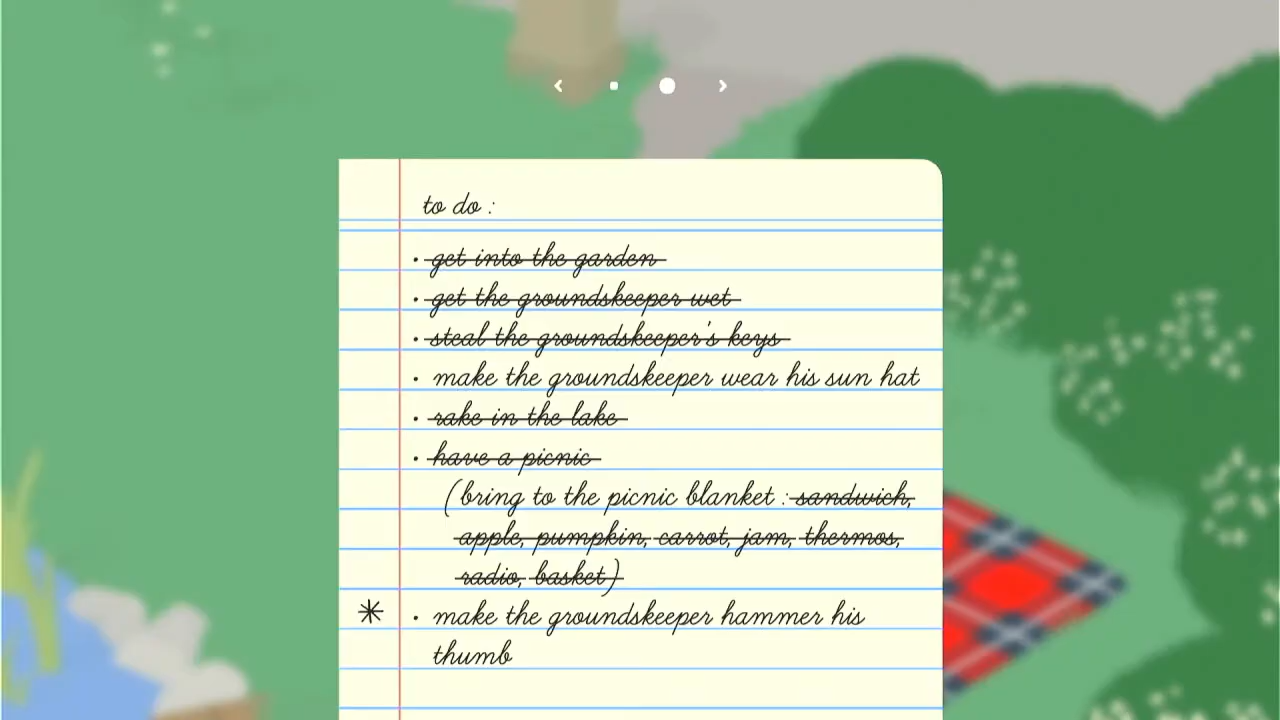 to do :
• get into the garden
• get the groundskeeper wet
• steal the groundskeeper's keys
• make the groundskeeper wear his sun hat
• rake in the lake
• have a picnic
(bring to the picnic blanket : sandwich,
apple, pumpkin, carrot, jam, thermos,
radio, basket)
• make the groundskeeper hammer his
thumb